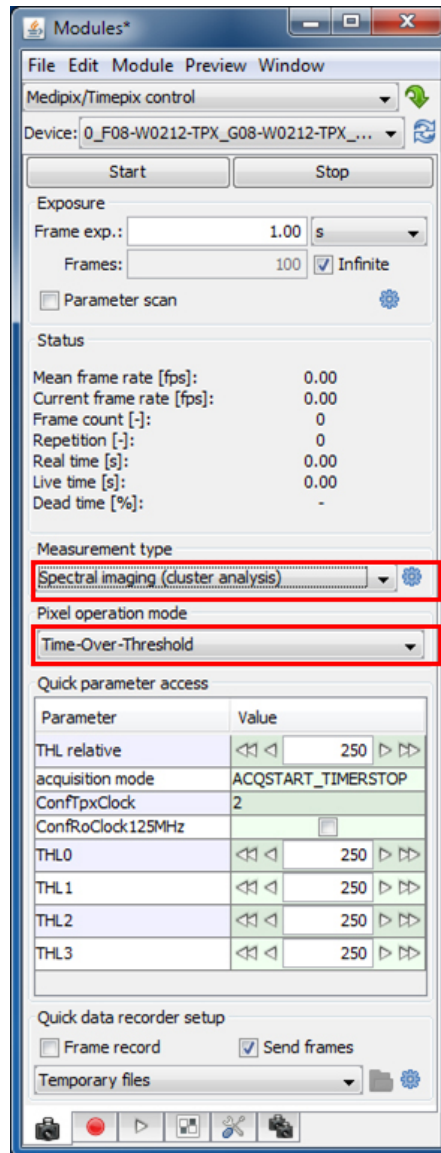 Modules*
File Edit Module Preview Window
Medipix/Timepix control
Device: 0_F08-W0212-TPX_G08-W0212-TPX_...
Start Stop
Exposure
Frame exp.: 1.00 s
Frames: 100 Infinite
Parameter scan
Status
Mean frame rate [fps]: 0.00
Current frame rate [fps]: 0.00
Frame count [-]: 0
Repetition [-]: 0
Real time [s]: 0.00
Live time [s]: 0.00
Dead time [%]: -
Measurement type
Spectral imaging (cluster analysis)
Pixel operation mode
Time-Over-Threshold
Quick parameter access
Parameter Value
THL relative 250
acquisition mode ACQSTART_TIMERSTOP
ConfTpxClock 2
ConfRoClock125MHz
THL0 250
THL1 250
THL2 250
THL3 250
Quick data recorder setup
Frame record Send frames
Temporary files